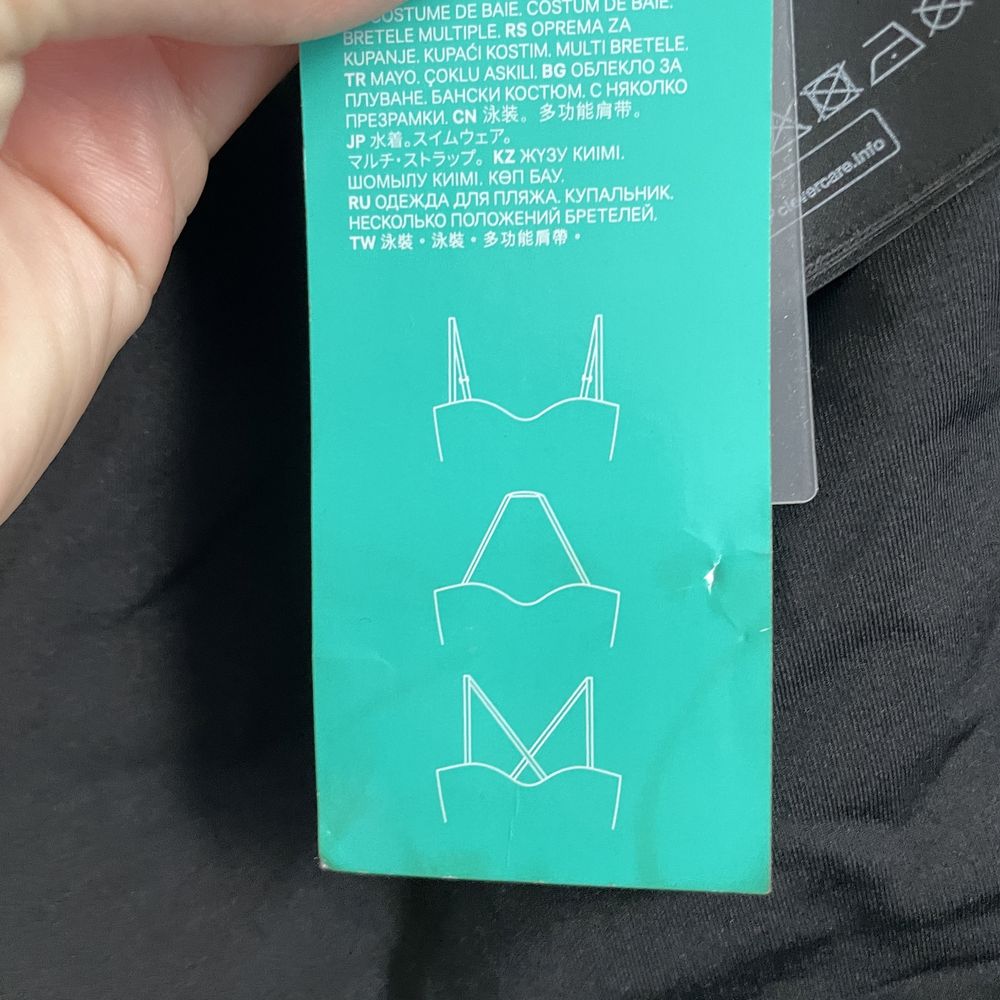 COSTUME DE BAIE. COSTUM DE BAIE.
BRETELE MULTIPLE. RS OPREMA ZA
KUPANJE. KUPAĆI KOSTIM. MULTI BRETELE.
TR MAYO. ÇOKLU ASKILI. BG ОБЛЕКЛО ЗА
ПЛУВАНЕ. БАНСКИ КОСТЮМ. С НЯКОЛКО
ПРЕЗРАМКИ. CN 泳装。多功能肩带。
JP 水着。スイムウェア。
マルチ・ストラップ。KZ ЖҮЗУ КИІМІ.
ШОМЫЛУ КИІМІ. КӨП БАУ.
RU ОДЕЖДА ДЛЯ ПЛЯЖА. КУПАЛЬНИК.
НЕСКОЛЬКО ПОЛОЖЕНИЙ БРЕТЕЛЕЙ.
TW 泳裝。泳裝。多功能肩帶。
clevercare.info